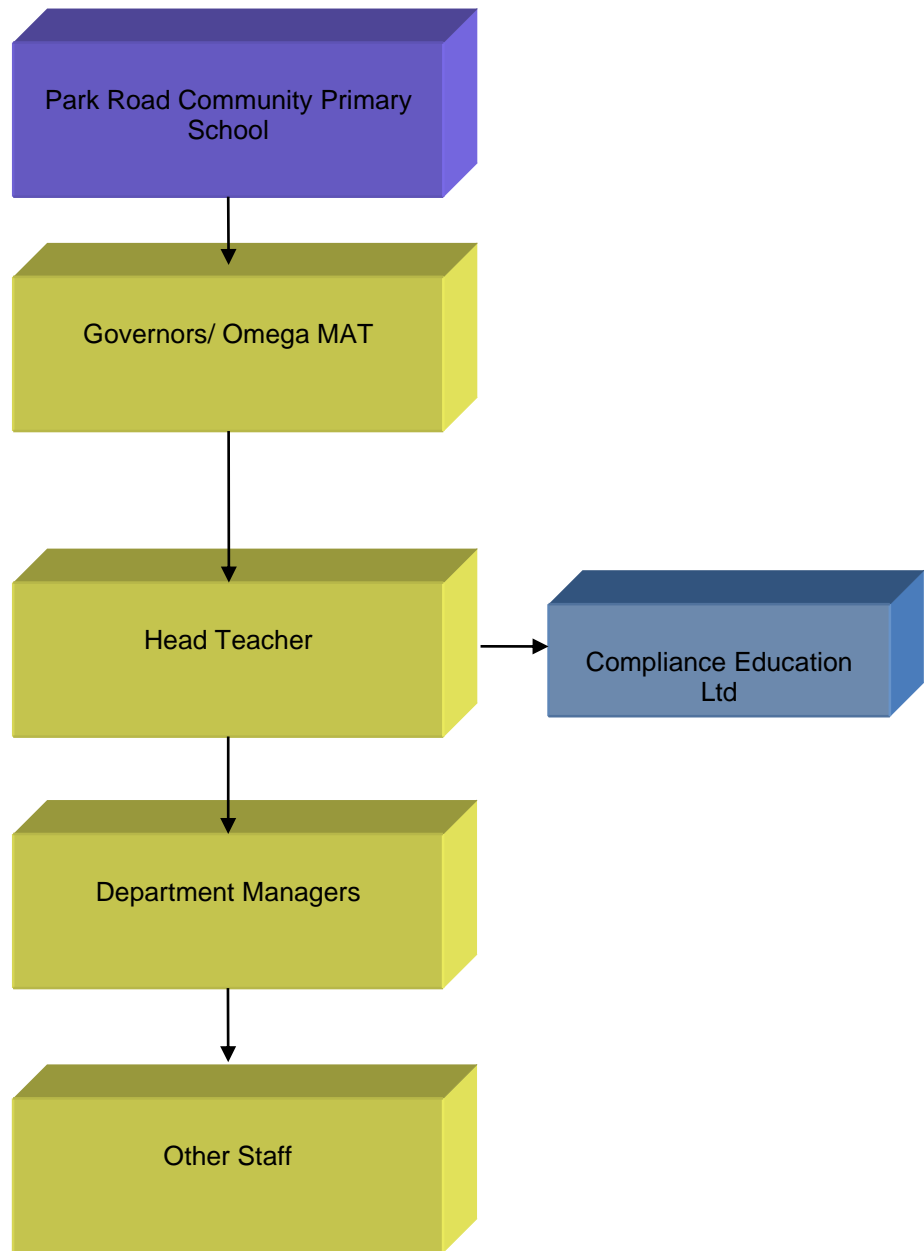 Park Road Community Primary
School
Governors/ Omega MAT
Head Teacher
Compliance Education
Ltd
Department Managers
Other Staff